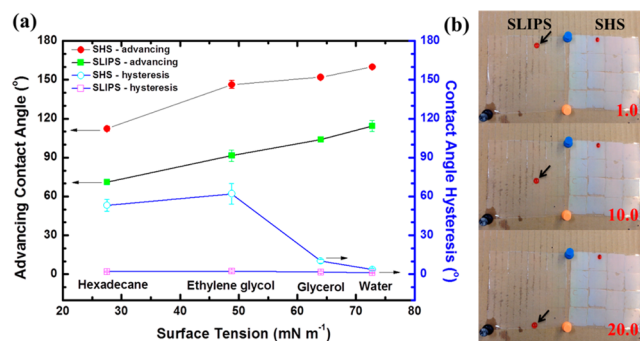 (a)
180
150
120
90
60
30
0
Advancing Contact Angle (°)
SHS - advancing
SLIPS - advancing
SHS - hysteresis
SLIPS - hysteresis
Hexadecane
Ethylene glycol
Glycerol
Water
20
30
40
50
60
70
80
Surface Tension (mN m⁻¹)
180
150
120
90
60
30
0
Contact Angle Hysteresis (°)
(b)
SLIPS
SHS
1.0
10.0
20.0